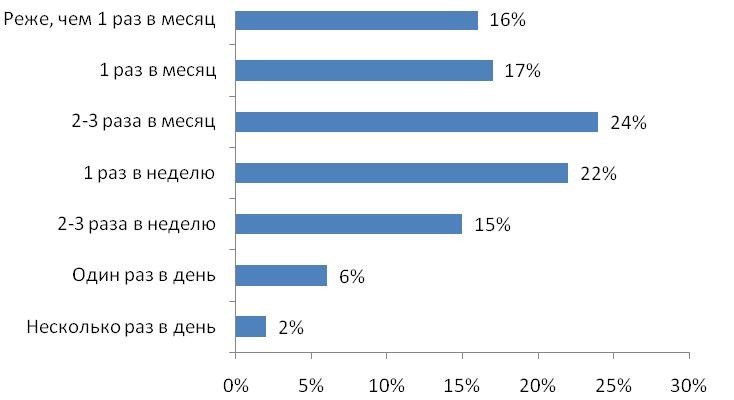 Реже, чем 1 раз в месяц 16%
1 раз в месяц 17%
2-3 раза в месяц 24%
1 раз в неделю 22%
2-3 раза в неделю 15%
Один раз в день 6%
Несколько раз в день 2%
0% 5% 10% 15% 20% 25% 30%